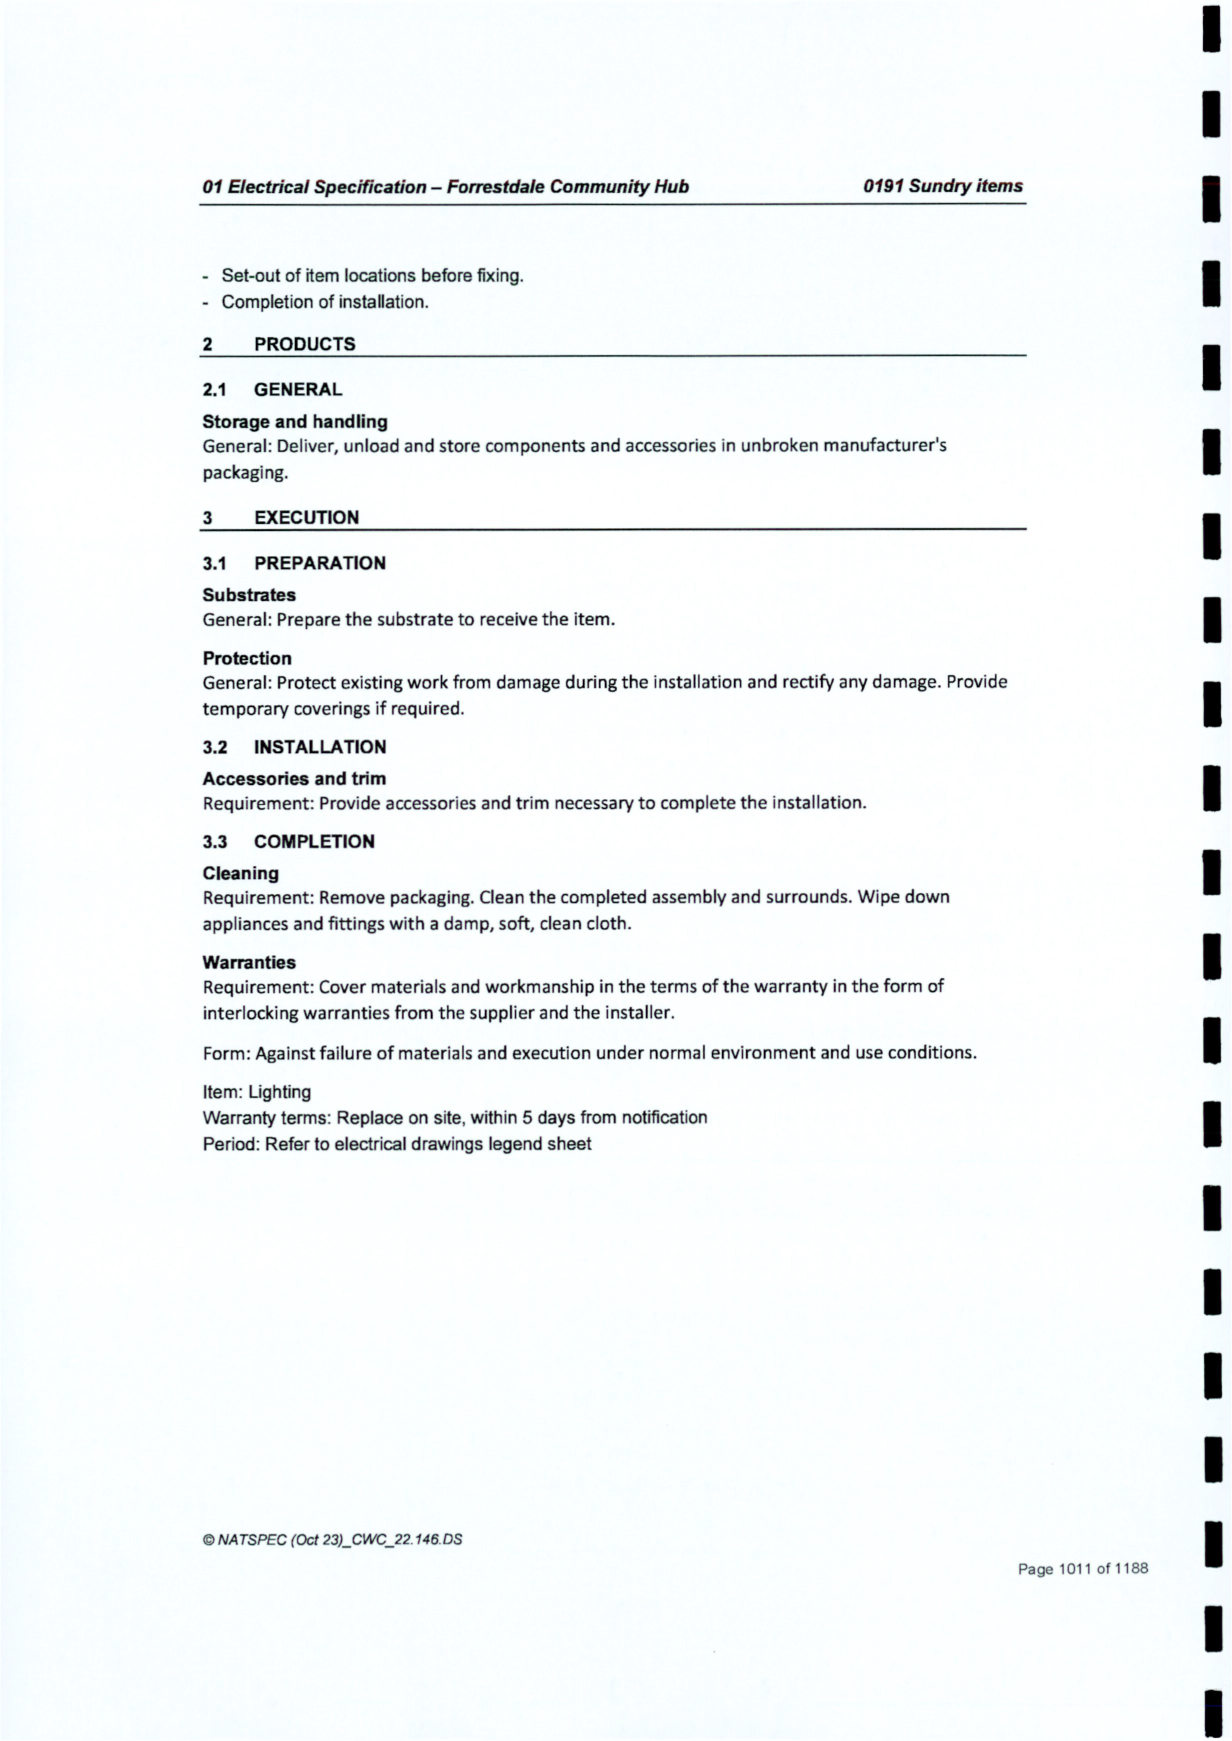 01 Electrical Specification – Forrestdale Community Hub 0191 Sundry items
- Set-out of item locations before fixing.
- Completion of installation.
2 PRODUCTS
2.1 GENERAL
Storage and handling
General: Deliver, unload and store components and accessories in unbroken manufacturer's
packaging.
3 EXECUTION
3.1 PREPARATION
Substrates
General: Prepare the substrate to receive the item.
Protection
General: Protect existing work from damage during the installation and rectify any damage. Provide
temporary coverings if required.
3.2 INSTALLATION
Accessories and trim
Requirement: Provide accessories and trim necessary to complete the installation.
3.3 COMPLETION
Cleaning
Requirement: Remove packaging. Clean the completed assembly and surrounds. Wipe down
appliances and fittings with a damp, soft, clean cloth.
Warranties
Requirement: Cover materials and workmanship in the terms of the warranty in the form of
interlocking warranties from the supplier and the installer.
Form: Against failure of materials and execution under normal environment and use conditions.
Item: Lighting
Warranty terms: Replace on site, within 5 days from notification
Period: Refer to electrical drawings legend sheet
© NATSPEC (Oct 23)_CWC_22.146.DS
Page 1011 of 1188